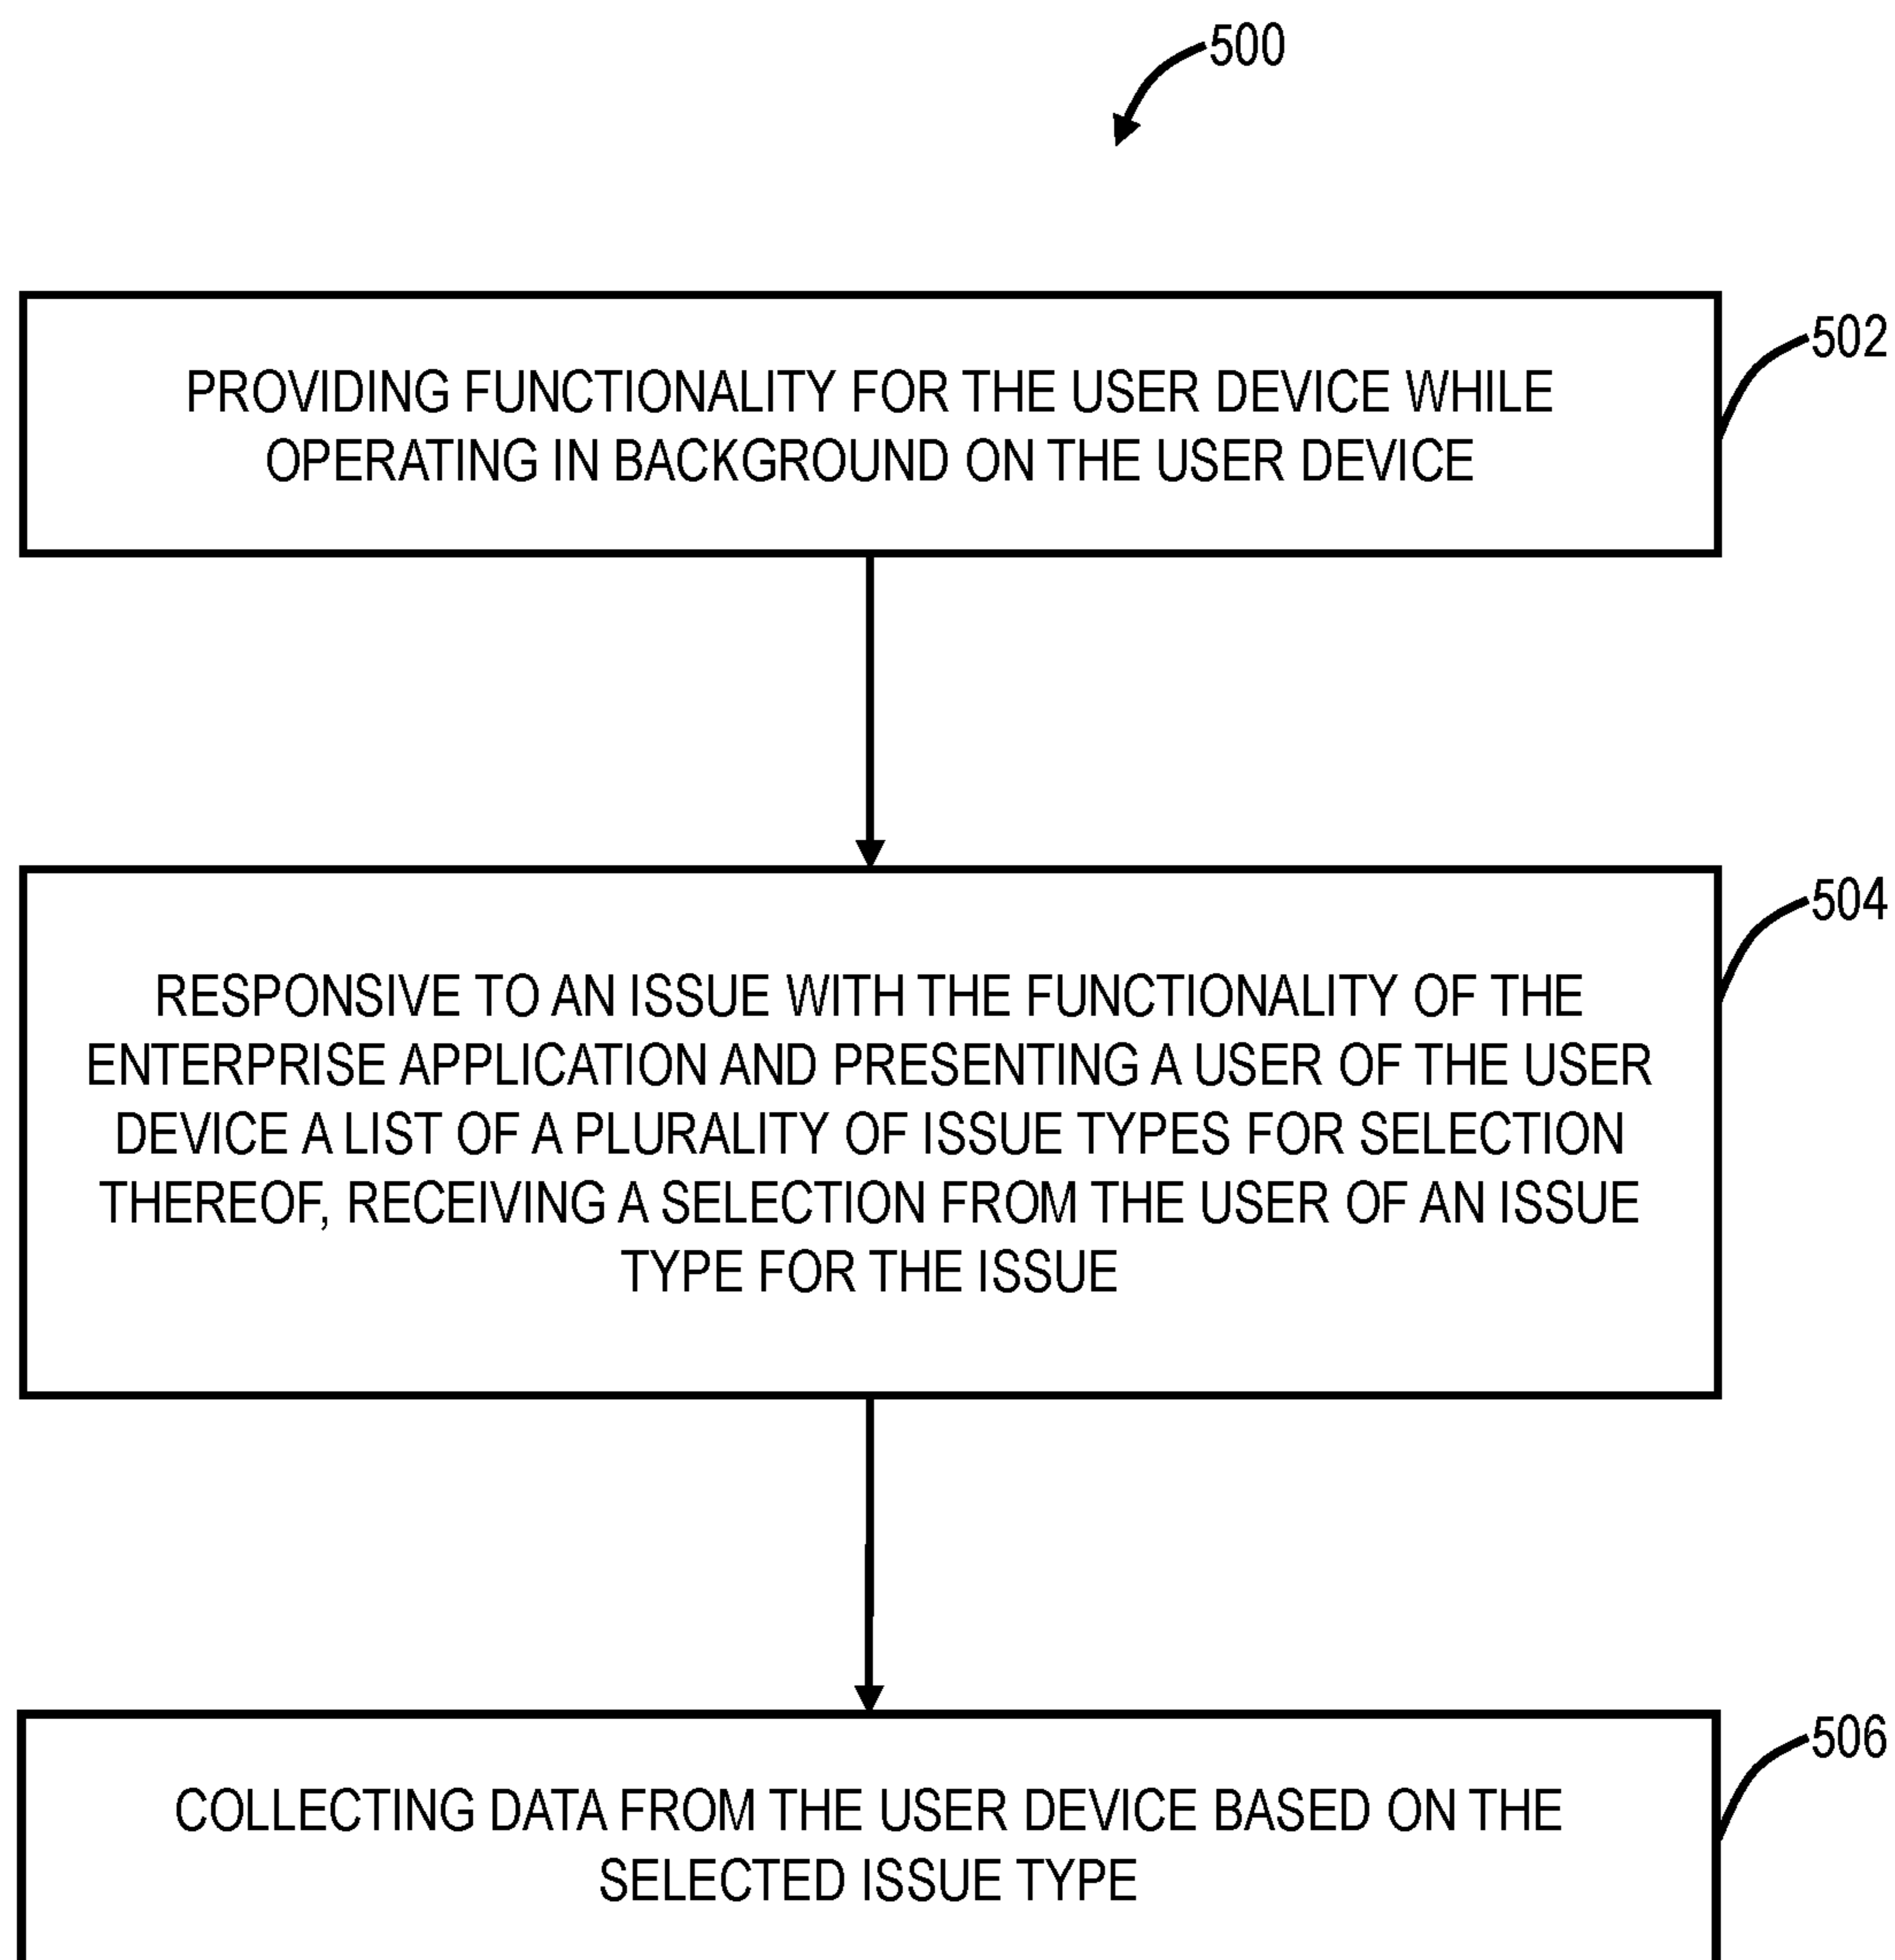 500
PROVIDING FUNCTIONALITY FOR THE USER DEVICE WHILE
OPERATING IN BACKGROUND ON THE USER DEVICE
502
RESPONSIVE TO AN ISSUE WITH THE FUNCTIONALITY OF THE
ENTERPRISE APPLICATION AND PRESENTING A USER OF THE USER
DEVICE A LIST OF A PLURALITY OF ISSUE TYPES FOR SELECTION
THEREOF, RECEIVING A SELECTION FROM THE USER OF AN ISSUE
TYPE FOR THE ISSUE
504
COLLECTING DATA FROM THE USER DEVICE BASED ON THE
SELECTED ISSUE TYPE
506